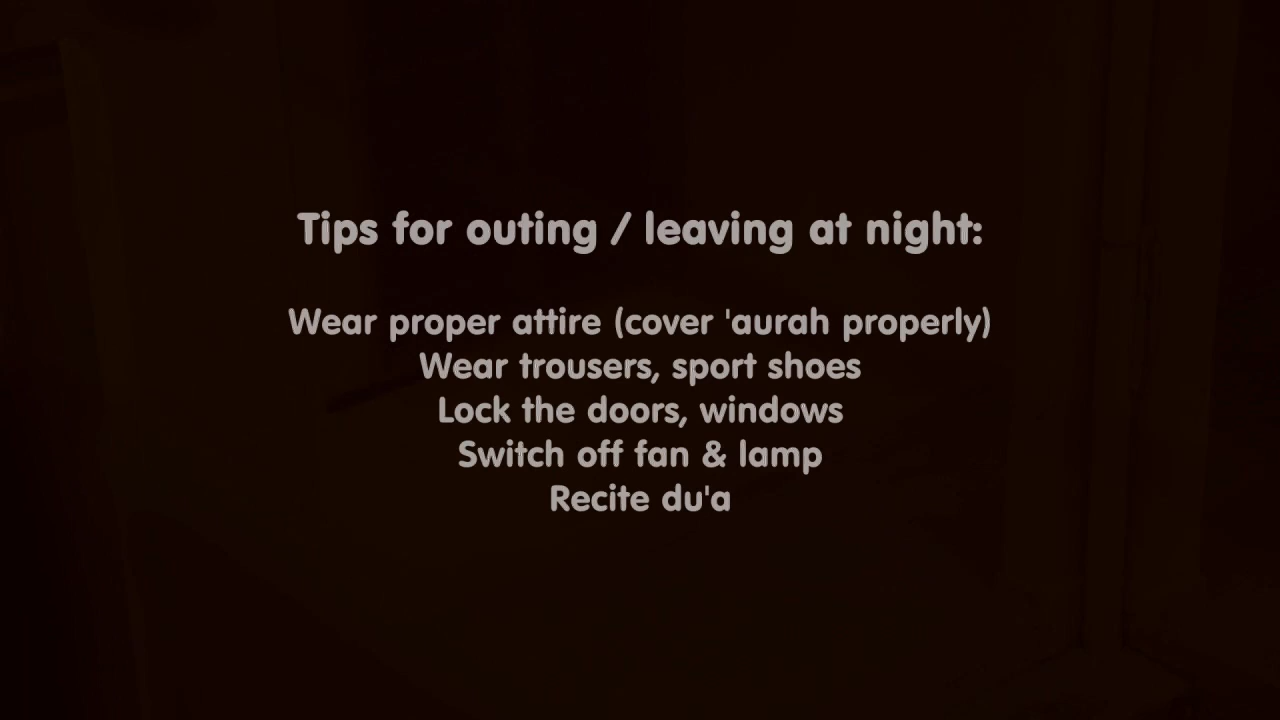 Tips for outing / leaving at night:
Wear proper attire (cover 'aurah properly)
Wear trousers, sport shoes
Lock the doors, windows
Switch off fan & lamp
Recite du'a